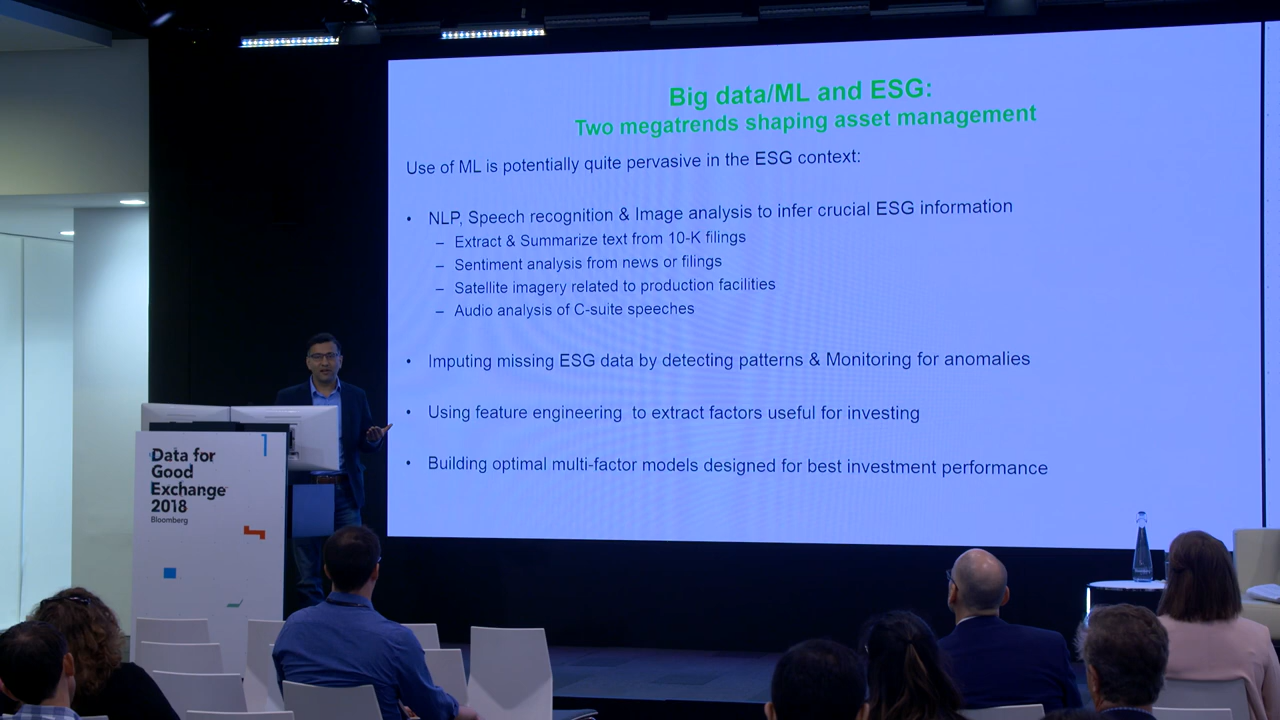 Big data/ML and ESG:
Two megatrends shaping asset management
Use of ML is potentially quite pervasive in the ESG context:
• NLP, Speech recognition & Image analysis to infer crucial ESG information
– Extract & Summarize text from 10-K filings
– Sentiment analysis from news or filings
– Satellite imagery related to production facilities
– Audio analysis of C-suite speeches
• Imputing missing ESG data by detecting patterns & Monitoring for anomalies
• Using feature engineering  to extract factors useful for investing
• Building optimal multi-factor models designed for best investment performance
Data for
Good
Exchange
2018
Bloomberg